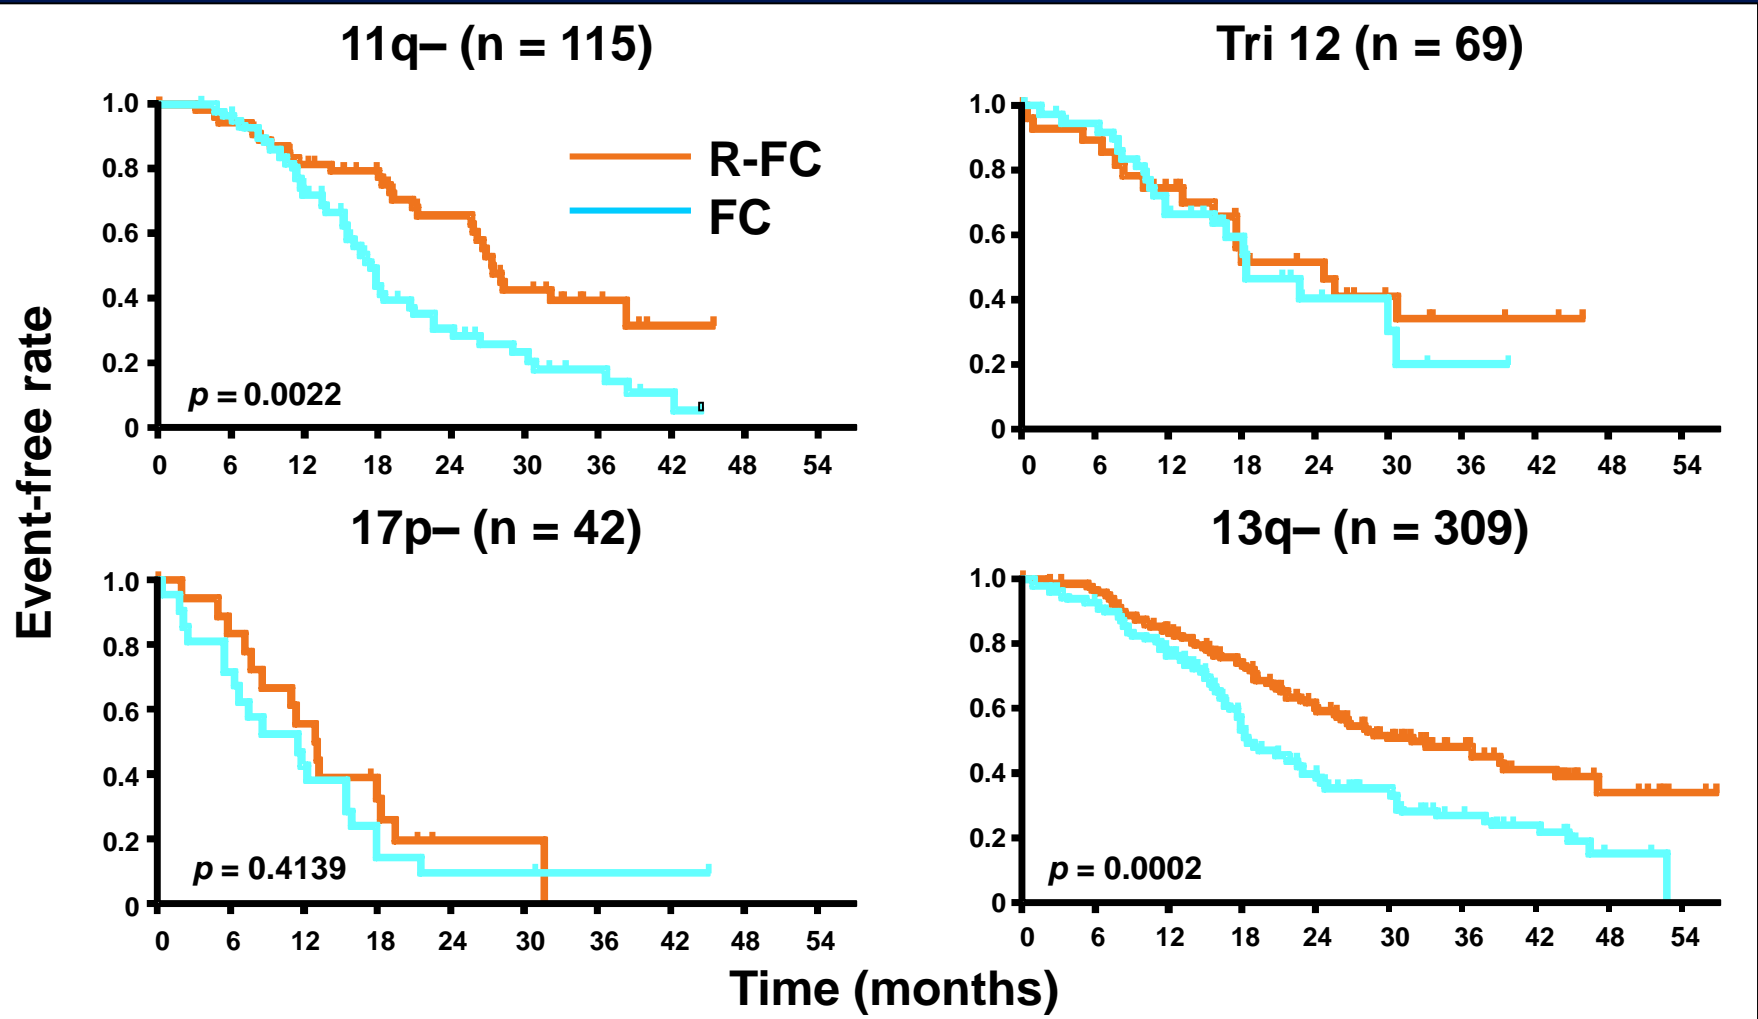 11q– (n = 115)
1.0
0.8
0.6
0.4
0.2
0
R-FC
FC
p = 0.0022
0 6 12 18 24 30 36 42 48 54
Tri 12 (n = 69)
1.0
0.8
0.6
0.4
0.2
0
0 6 12 18 24 30 36 42 48 54
Event-free rate
17p– (n = 42)
1.0
0.8
0.6
0.4
0.2
0
p = 0.4139
0 6 12 18 24 30 36 42 48 54
13q– (n = 309)
1.0
0.8
0.6
0.4
0.2
0
p = 0.0002
0 6 12 18 24 30 36 42 48 54
Time (months)